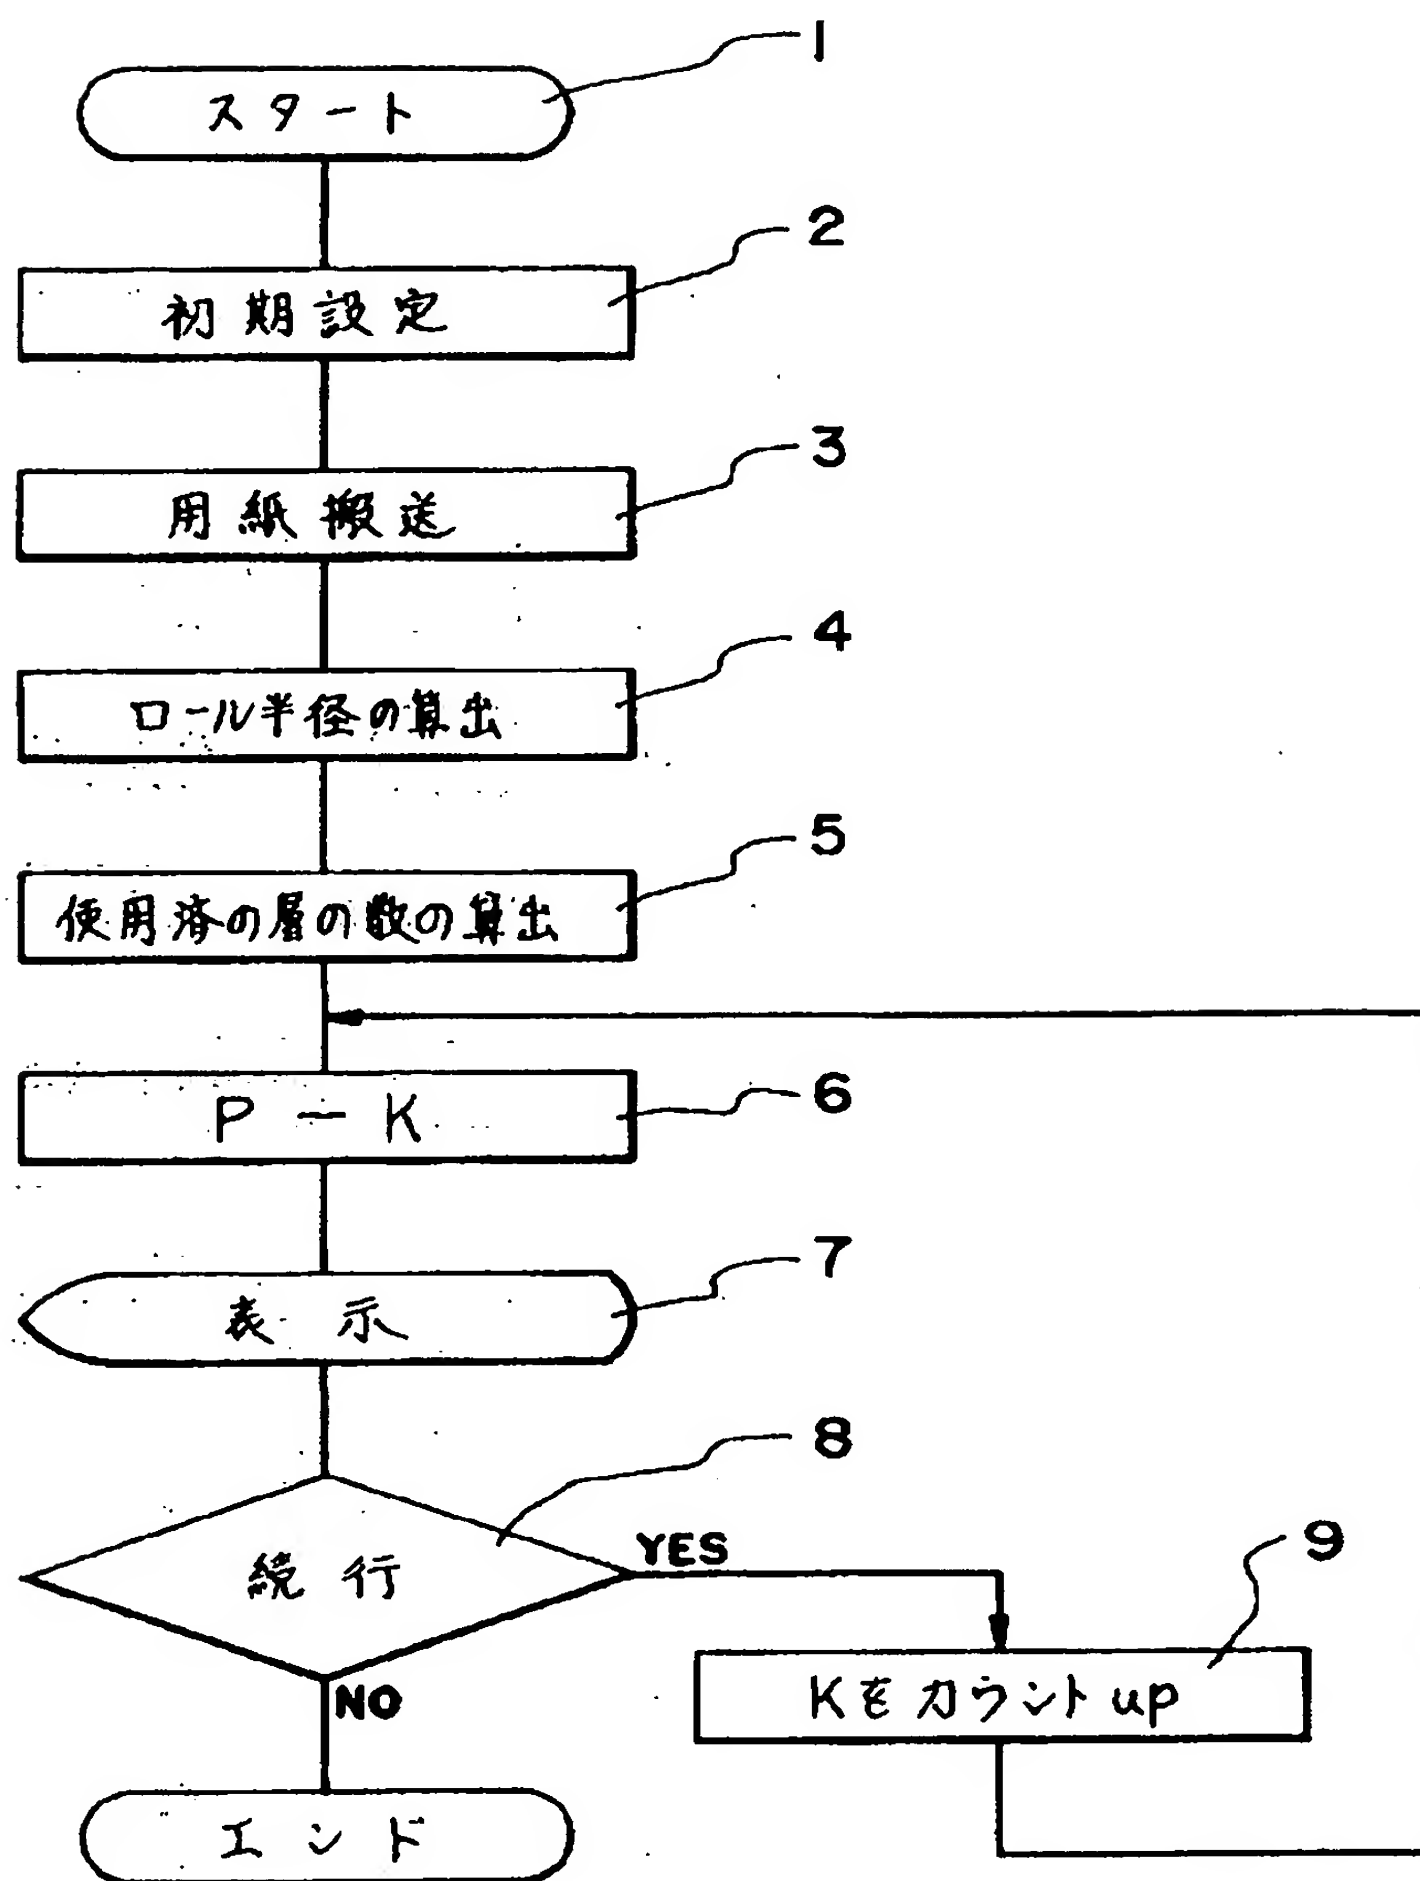 1
スタート
2
初期設定
3
用紙搬送
4
ロール半径の算出
5
使用済の層の数の算出
6
P－K
7
表示
8
続行
YES
9
KをカウントuP
NO
エンド